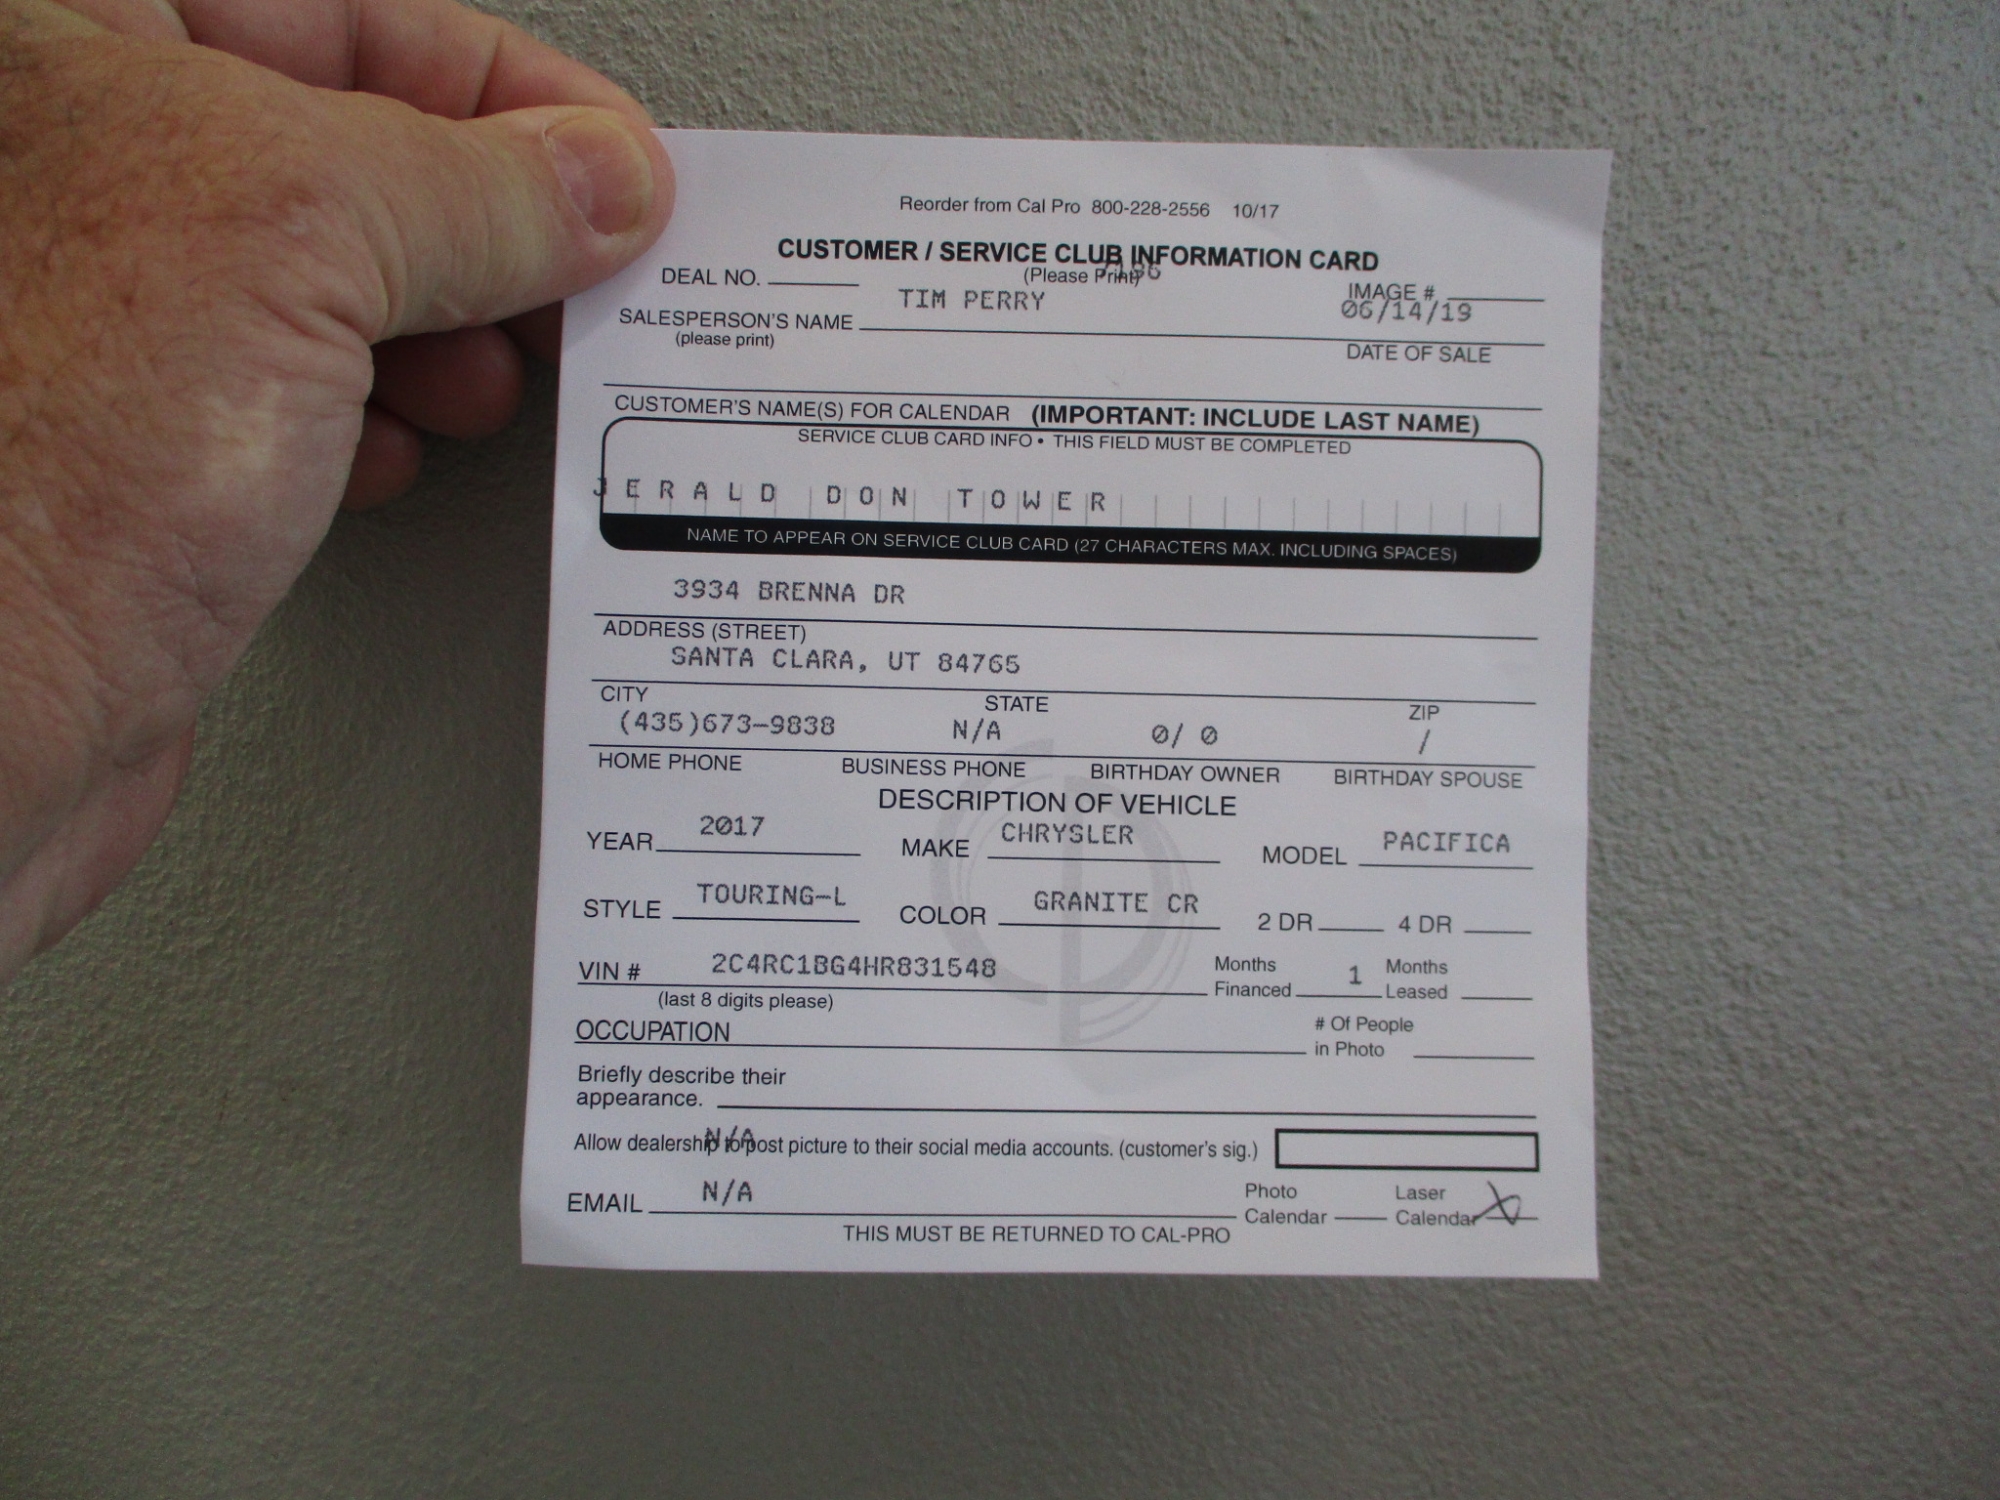 Reorder from Cal Pro 800-228-2556 10/17
CUSTOMER / SERVICE CLUB INFORMATION CARD
DEAL NO. (Please Print) IMAGE #
TIM PERRY 06/14/19
SALESPERSON'S NAME
(please print) DATE OF SALE
CUSTOMER'S NAME(S) FOR CALENDAR (IMPORTANT: INCLUDE LAST NAME)
SERVICE CLUB CARD INFO • THIS FIELD MUST BE COMPLETED
JERALD DON TOWER
NAME TO APPEAR ON SERVICE CLUB CARD (27 CHARACTERS MAX. INCLUDING SPACES)
3934 BRENNA DR
ADDRESS (STREET)
SANTA CLARA, UT 84765
CITY STATE ZIP
(435)673-9838 N/A 0/ 0 /
HOME PHONE BUSINESS PHONE BIRTHDAY OWNER BIRTHDAY SPOUSE
DESCRIPTION OF VEHICLE
YEAR 2017 MAKE CHRYSLER MODEL PACIFICA
STYLE TOURING-L COLOR GRANITE CR 2 DR 4 DR
VIN # 2C4RC1BG4HR831548 Months Financed 1 Months Leased
(last 8 digits please)
OCCUPATION # Of People in Photo
Briefly describe their
appearance.
N/A
Allow dealership to post picture to their social media accounts. (customer's sig.)
EMAIL N/A Photo Calendar Laser Calendar X
THIS MUST BE RETURNED TO CAL-PRO